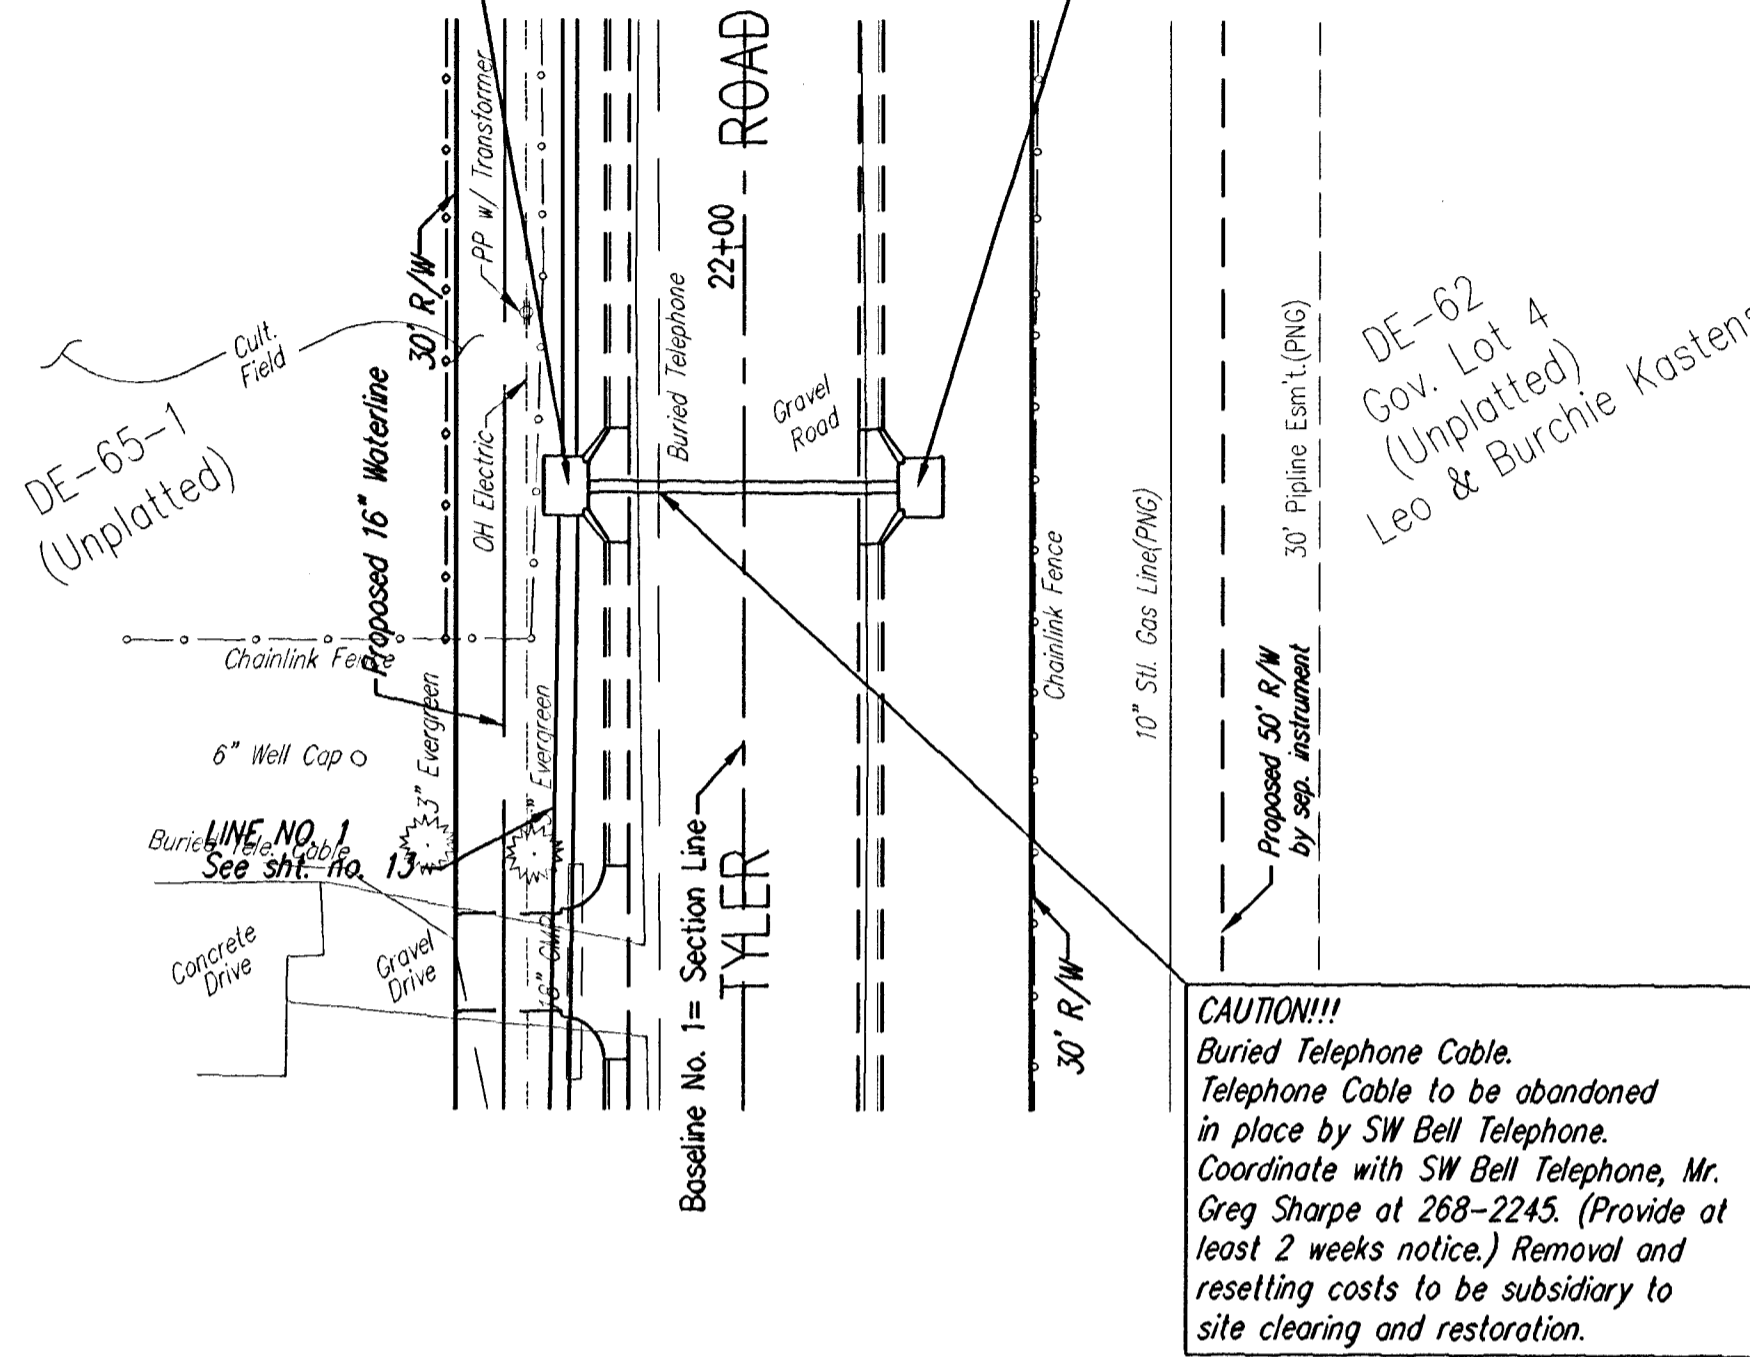 ROAD
PP w/ Transformer
22+00
30' R/W
Cult.
Field
Buried Telephone
Gravel
Road
DE-62
Gov. Lot 4
(Unplatted)
Leo & Burchie Kastens
30' Pipline Esm't.(PNG)
DE-65-1
(Unplatted)
Proposed 16" Waterline
OH Electric
Chainlink Fence
10" Stl. Gas Line(PNG)
Chainlink Fence
Proposed 50' R/W
by sep. instrument
6" Well Cap
3" Evergreen
Evergreen
Buried Tele. Cable
LINE NO. 1
See sht. no. 13
Baseline No. 1= Section Line
TYLER
Concrete
Drive
Gravel
Drive
18" CMP
30' R/W
CAUTION!!!
Buried Telephone Cable.
Telephone Cable to be abandoned
in place by SW Bell Telephone.
Coordinate with SW Bell Telephone, Mr.
Greg Sharpe at 268-2245. (Provide at
least 2 weeks notice.) Removal and
resetting costs to be subsidiary to
site clearing and restoration.